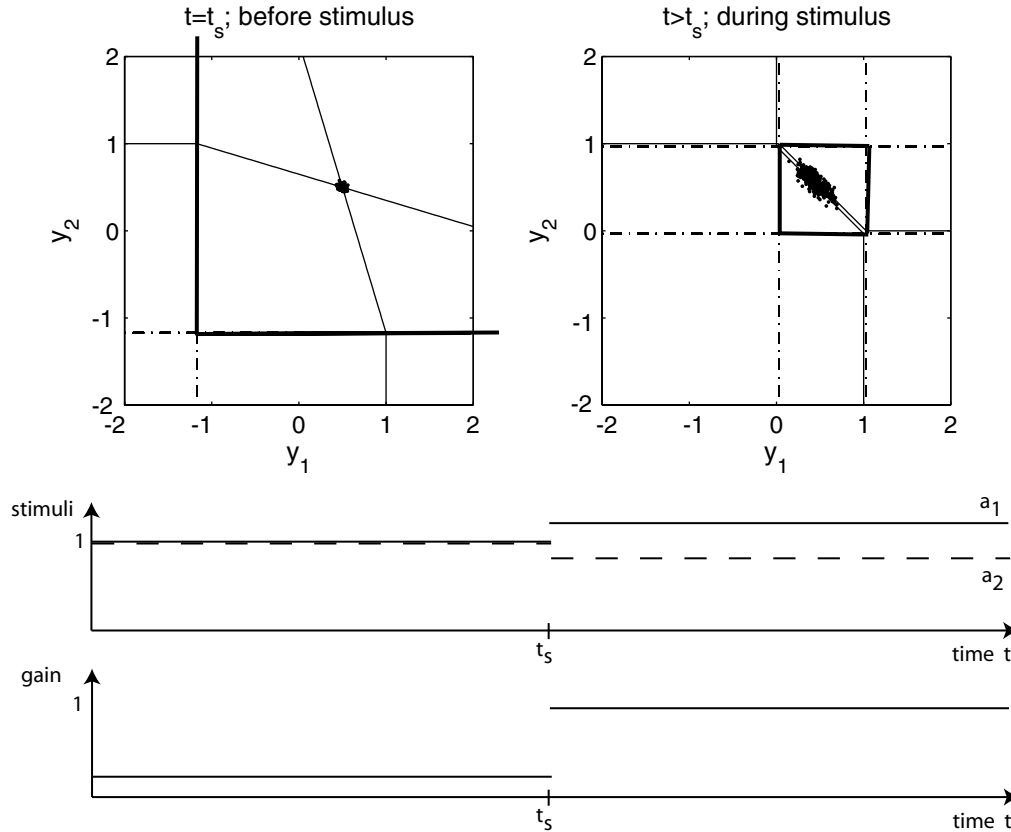 t=t_s; before stimulus
t>t_s; during stimulus
2
1
0
-1
-2
y_2
-2
-1
0
1
2
y_1
2
1
0
-1
-2
y_2
-2
-1
0
1
2
y_1
stimuli
1
a_1
a_2
t_s
time t
gain
1
t_s
time t